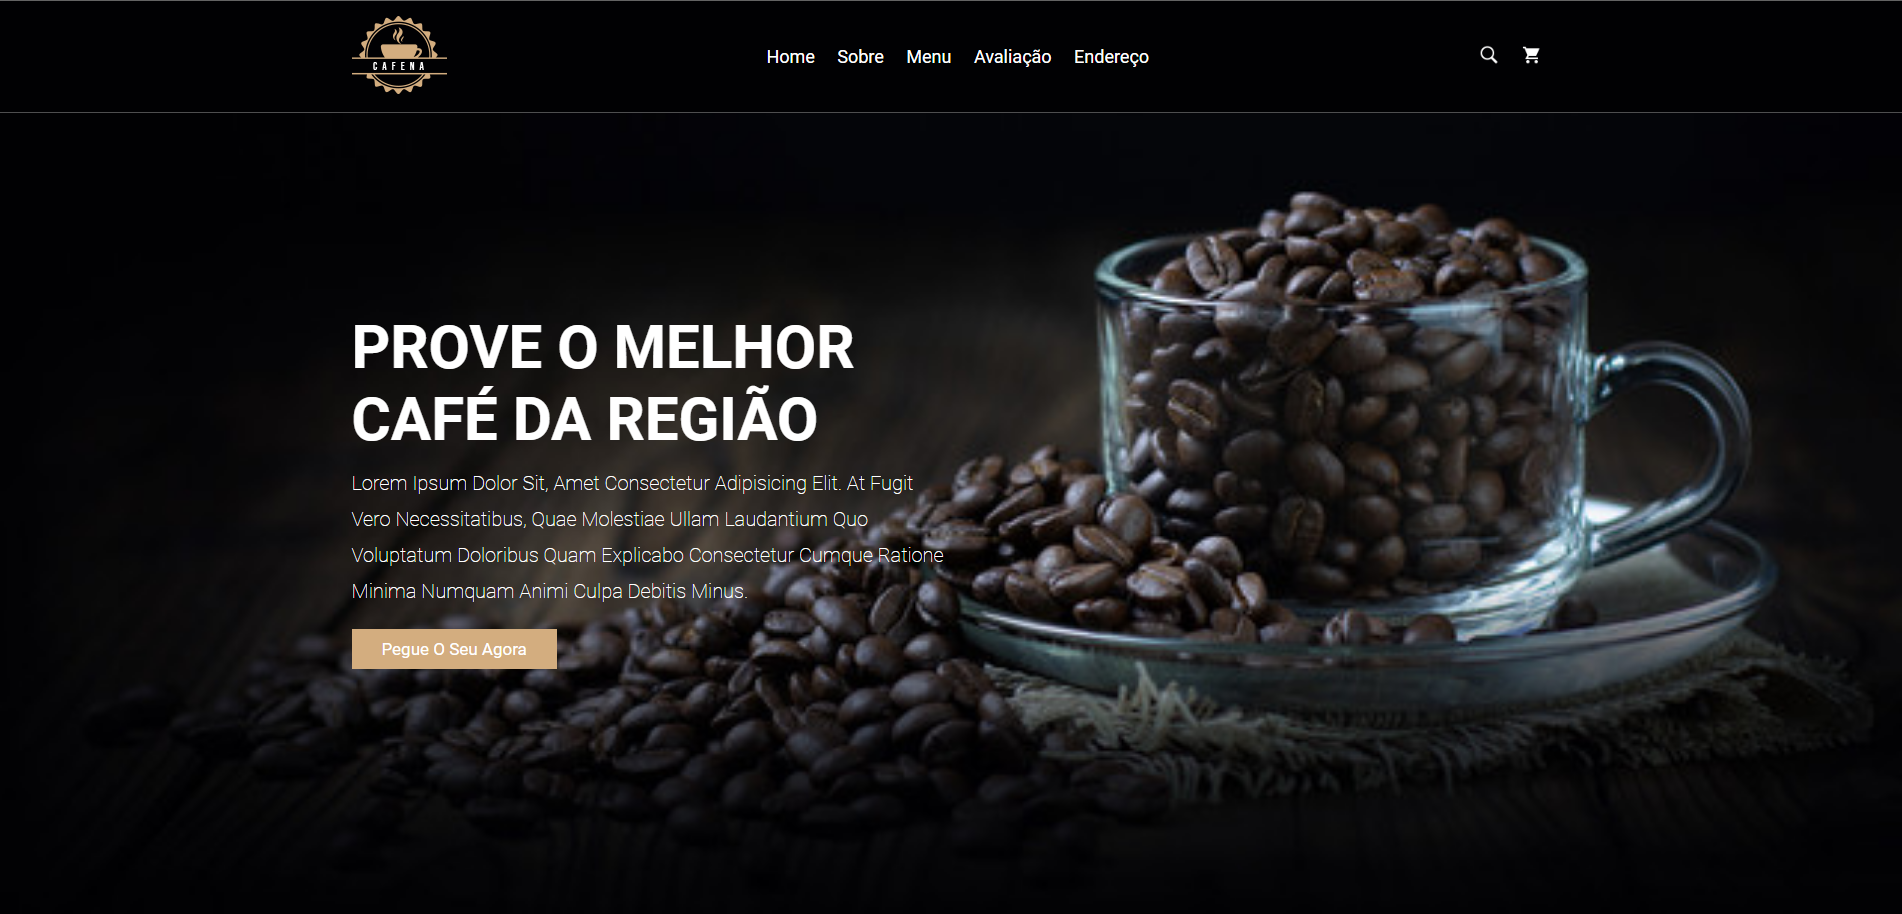 CAFENA
Home Sobre Menu Avaliação Endereço
PROVE O MELHOR
CAFÉ DA REGIÃO
Lorem Ipsum Dolor Sit, Amet Consectetur Adipisicing Elit. At Fugit
Vero Necessitatibus, Quae Molestiae Ullam Laudantium Quo
Voluptatum Doloribus Quam Explicabo Consectetur Cumque Ratione
Minima Numquam Animi Culpa Debitis Minus.
Pegue O Seu Agora